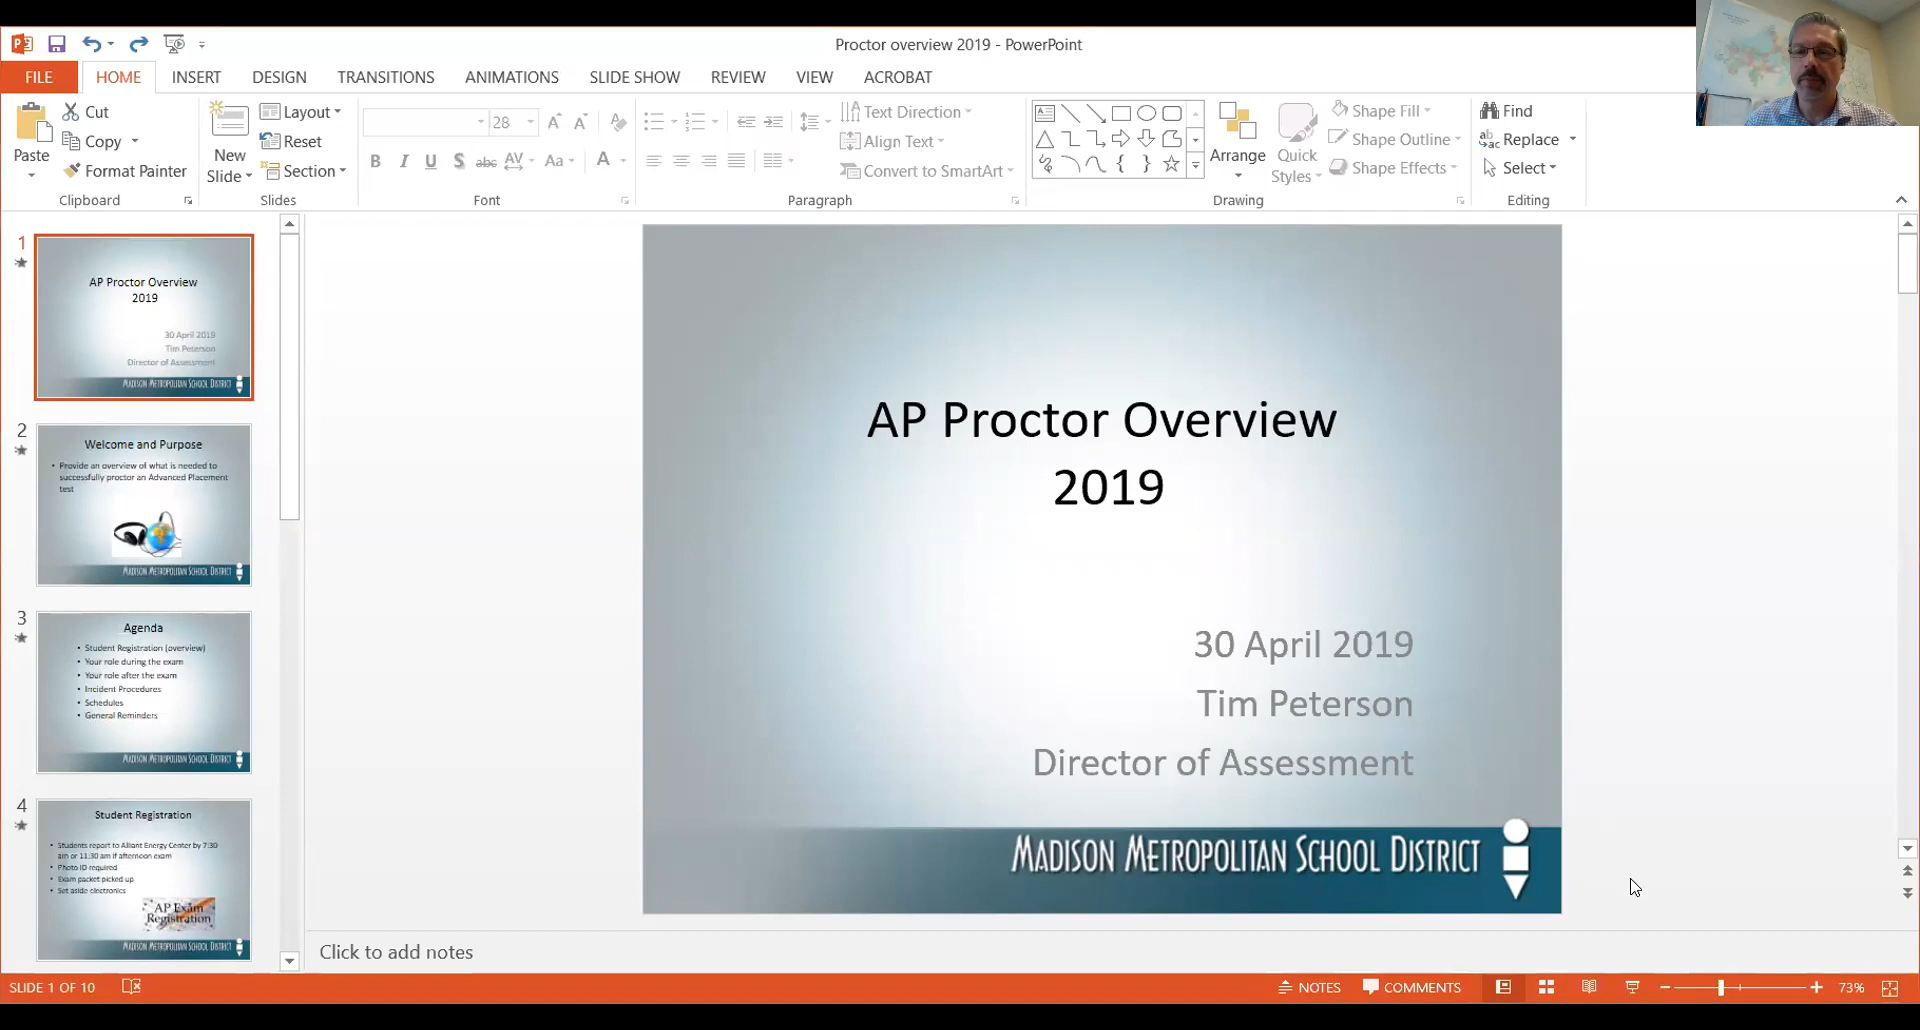 Proctor overview 2019 - PowerPoint
FILE
HOME
INSERT
DESIGN
TRANSITIONS
ANIMATIONS
SLIDE SHOW
REVIEW
VIEW
ACROBAT
Paste
Cut
Copy
Format Painter
Clipboard
New
Slide
Layout
Reset
Section
Slides
28
B I U S abc AV Aa A
Font
Text Direction
Align Text
Convert to SmartArt
Paragraph
Arrange
Quick
Styles
Shape Fill
Shape Outline
Shape Effects
Drawing
Find
Replace
Select
Editing
1
AP Proctor Overview
2019
30 April 2019
Tim Peterson
Director of Assessment
MADISON METROPOLITAN SCHOOL DISTRICT
2
Welcome and Purpose
• Provide an overview of what is needed to
successfully proctor an Advanced Placement
test
MADISON METROPOLITAN SCHOOL DISTRICT
3
Agenda
• Student Registration (overview)
• Your role during the exam
• Your role after the exam
• Incident Procedures
• Schedules
• General Reminders
MADISON METROPOLITAN SCHOOL DISTRICT
4
Student Registration
• Students report to Alliant Energy Center by 7:30
am or 11:30 am if afternoon exam
• Photo ID required
• Exam packet picked up
• Set aside electronics
AP Exam
Registration
MADISON METROPOLITAN SCHOOL DISTRICT
AP Proctor Overview
2019
30 April 2019
Tim Peterson
Director of Assessment
MADISON METROPOLITAN SCHOOL DISTRICT
Click to add notes
SLIDE 1 OF 10
NOTES
COMMENTS
73%